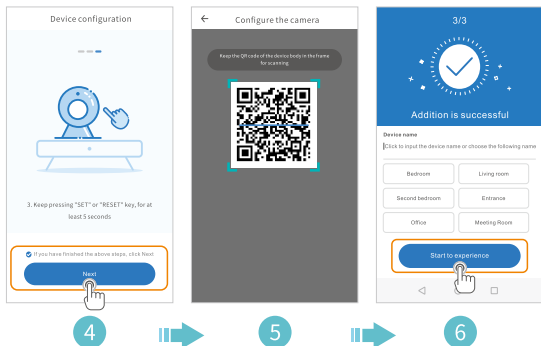 Device configuration
3. Keep pressing "SET" or "RESET" key, for at
least 5 seconds
If you have finished the above steps, click Next
Next
4
Configure the camera
Keep the QR code of the device body in the frame
for scanning
5
3/3
Addition is successful
Device name
Click to input the device name or choose the following name
Bedroom
Living room
Second bedroom
Entrance
Office
Meeting Room
Start to experience
6